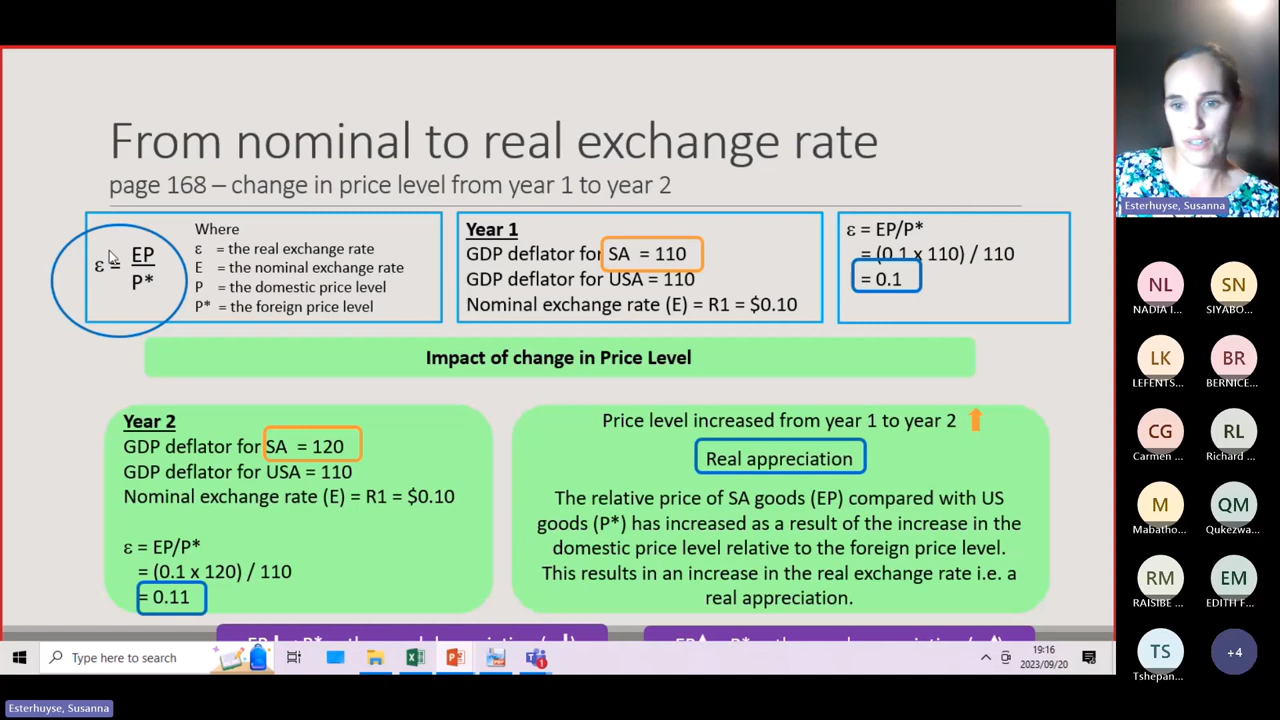 From nominal to real exchange rate
page 168 – change in price level from year 1 to year 2
ε = EP
P*
Where
ε = the real exchange rate
E = the nominal exchange rate
P = the domestic price level
P* = the foreign price level
Year 1
GDP deflator for SA = 110
GDP deflator for USA = 110
Nominal exchange rate (E) = R1 = $0.10
ε = EP/P*
= (0.1 x 110) / 110
= 0.1
Impact of change in Price Level
Year 2
GDP deflator for SA = 120
GDP deflator for USA = 110
Nominal exchange rate (E) = R1 = $0.10
ε = EP/P*
= (0.1 x 120) / 110
= 0.11
Price level increased from year 1 to year 2
Real appreciation
The relative price of SA goods (EP) compared with US
goods (P*) has increased as a result of the increase in the
domestic price level relative to the foreign price level.
This results in an increase in the real exchange rate i.e. a
real appreciation.
Type here to search
1
19:16
2023/09/20
Esterhuyse, Susanna
Esterhuyse, Susanna
NL
NADIA I...
SN
SIYABO...
LK
LEFENTS...
BR
BERNICE...
CG
Carmen ...
RL
Richard ...
M
Mabatho...
QM
Qukezwa...
RM
RAISIBE ...
EM
EDITH F...
TS
Tshepan...
+4